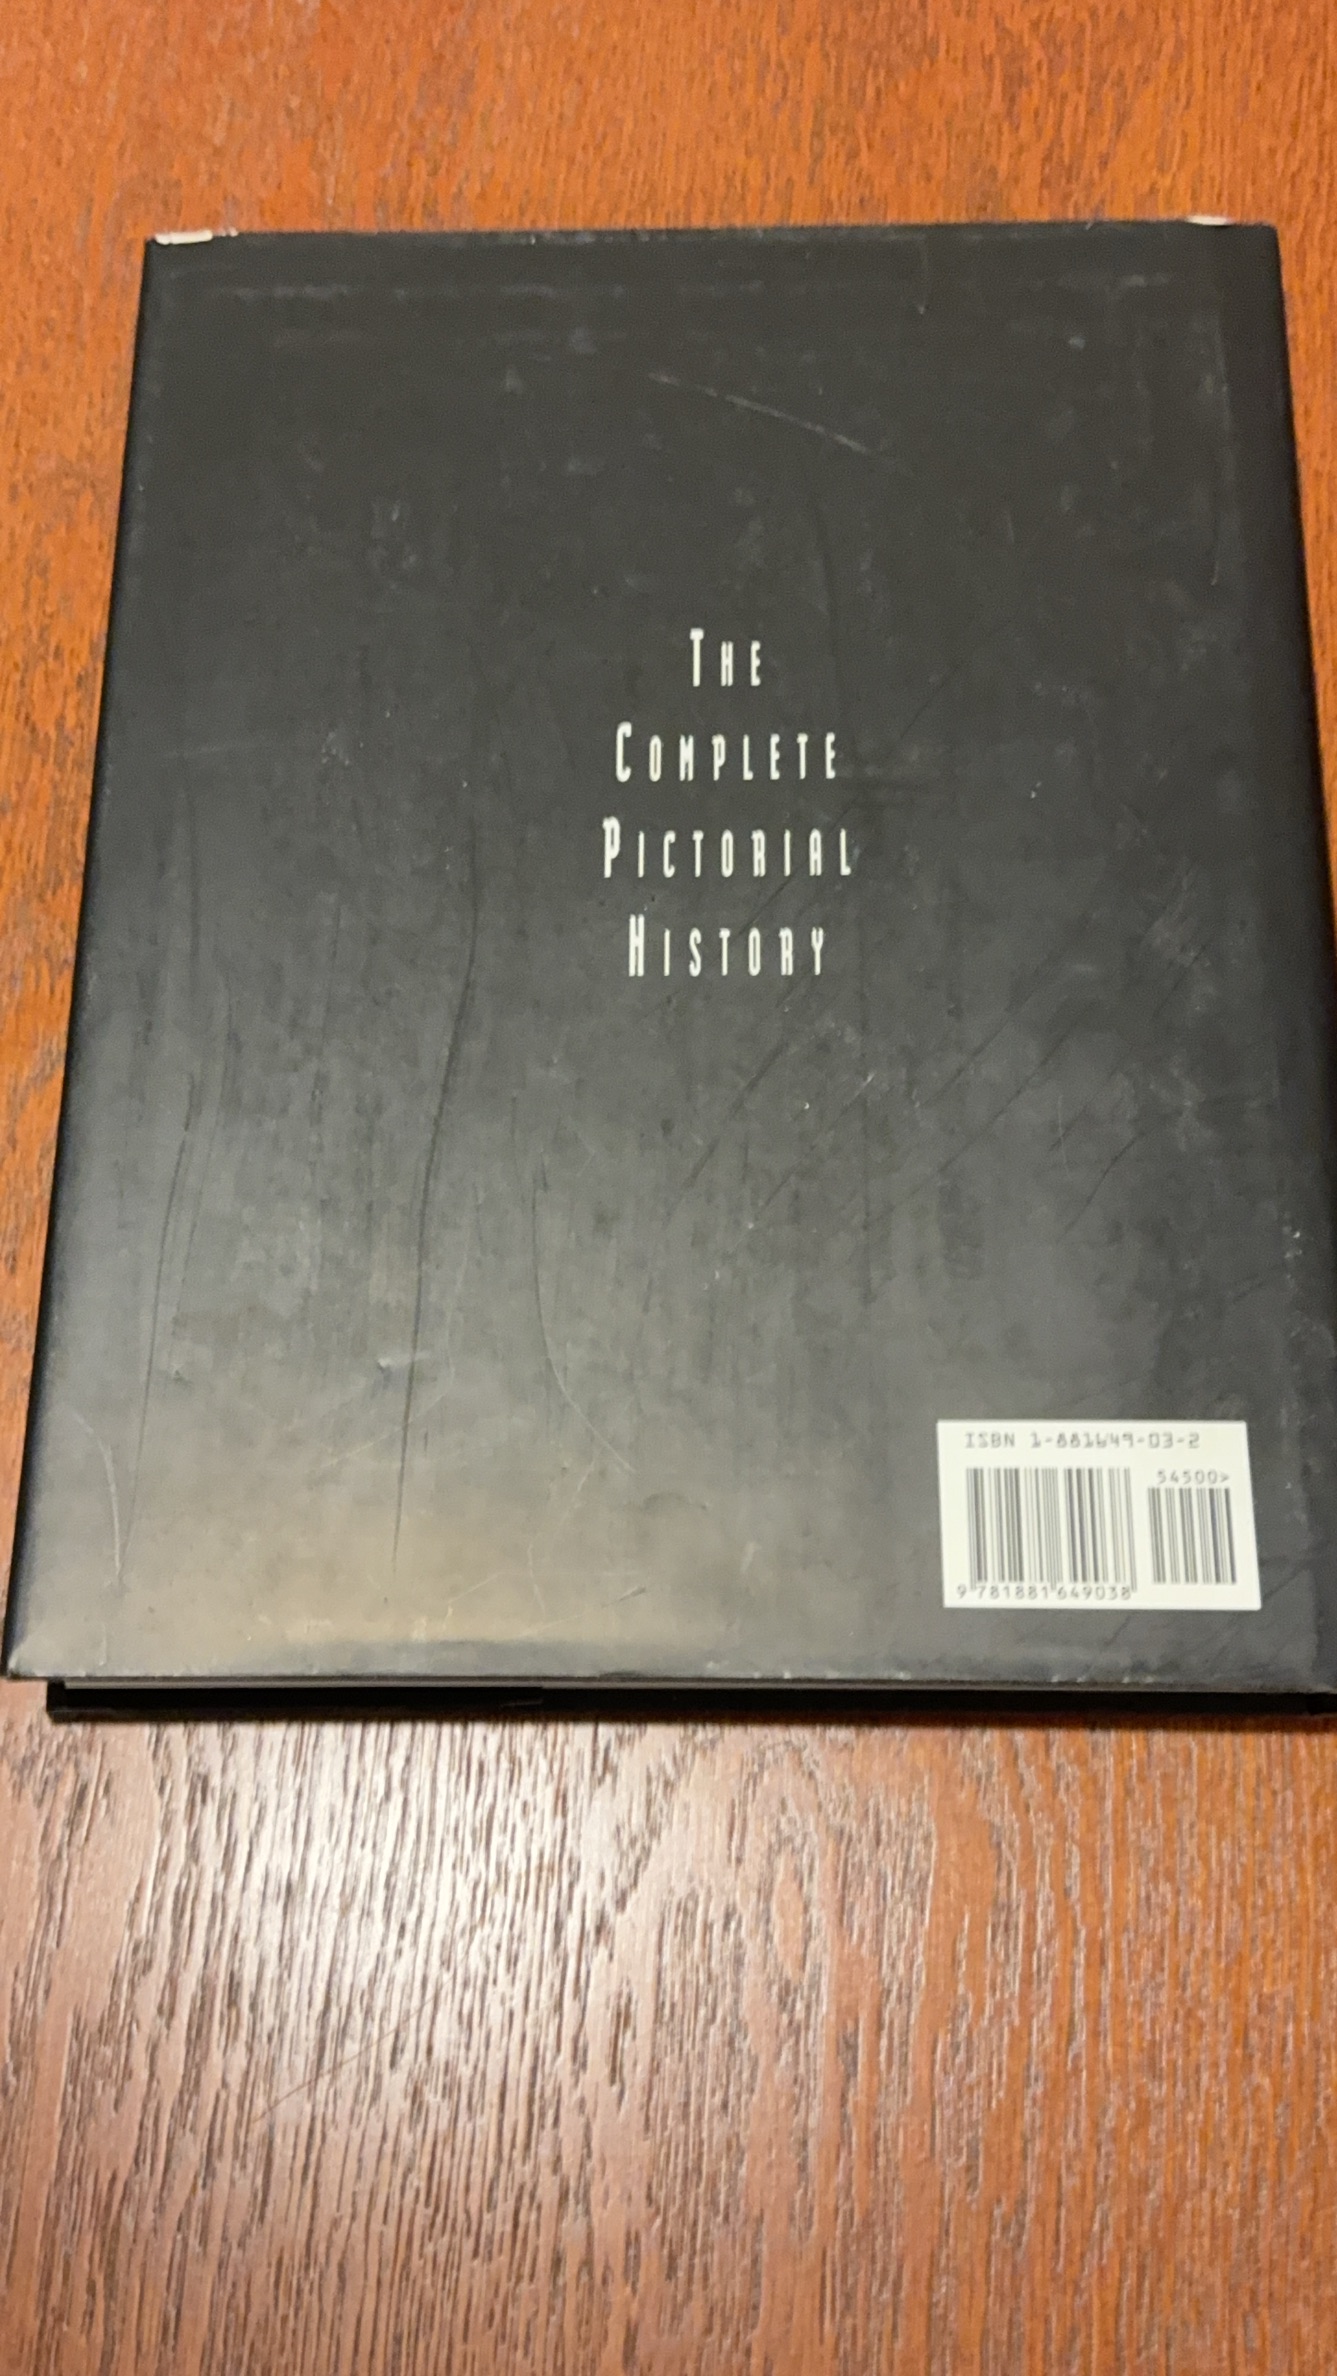 THE
COMPLETE
PICTORIAL
HISTORY
ISBN 1-881649-03-2
54500>
9 781881 649038